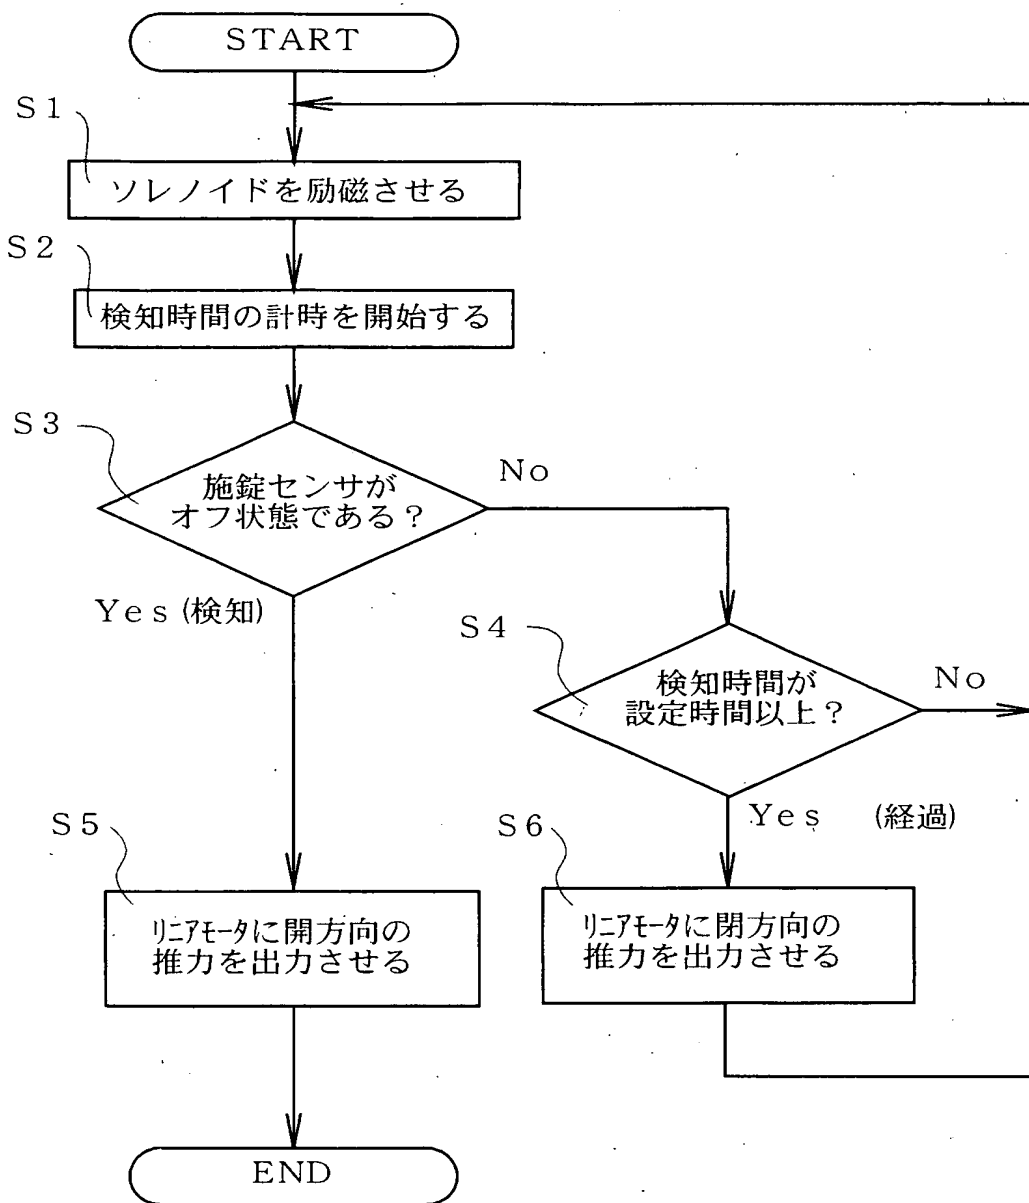 START
S1
ソレノイドを励磁させる
S2
検知時間の計時を開始する
S3
施錠センサが
オフ状態である？
No
Yes (検知)
S4
検知時間が
設定時間以上？
No
Yes (経過)
S5
リニアモータに開方向の
推力を出力させる
S6
リニアモータに閉方向の
推力を出力させる
END